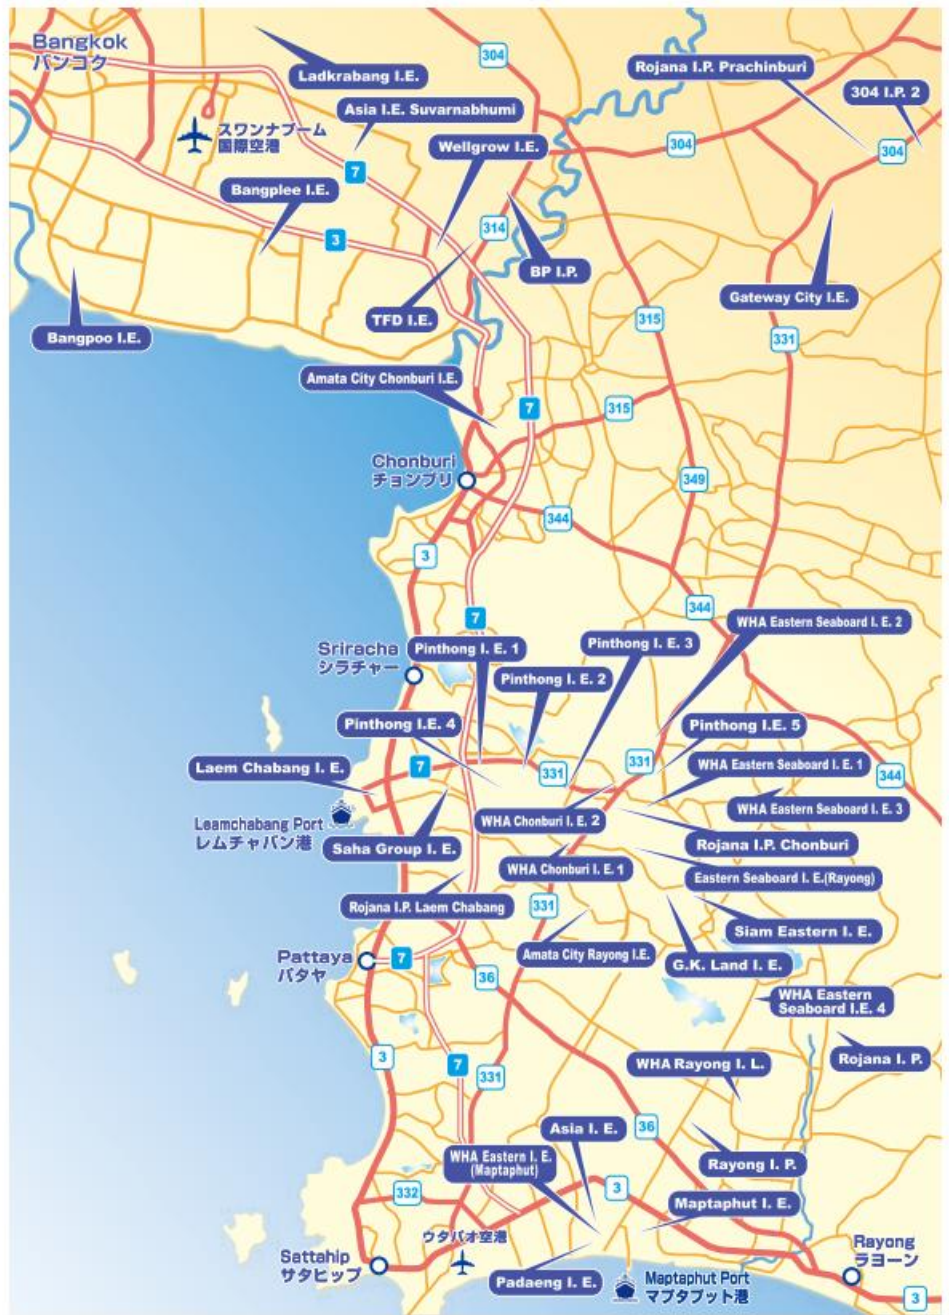 Bangkok
バンコク
304
Rojana I.P. Prachinburi
304 I.P. 2
Ladkrabang I.E.
Asia I.E. Suvarnabhumi
スワンナプーム
国際空港
Wellgrow I.E.
304
304
7
Bangplee I.E.
314
3
BP I.P.
Gateway City I.E.
TFD I.E.
315
Bangpoo I.E.
331
Amata City Chonburi I.E.
7
315
Chonburi
チョンブリ
349
344
3
344
7
WHA Eastern Seaboard I. E. 2
Sriracha
シラチャー
Pinthong I. E. 1
Pinthong I. E. 3
Pinthong I. E. 2
Pinthong I.E. 4
Pinthong I.E. 5
Laem Chabang I. E.
7
331
331
WHA Eastern Seaboard I. E. 1
344
Leamchabang Port
レムチャバン港
WHA Chonburi I. E. 2
WHA Eastern Seaboard I. E. 3
Saha Group I. E.
Rojana I.P. Chonburi
WHA Chonburi I. E. 1
Eastern Seaboard I. E.(Rayong)
Rojana I.P. Laem Chabang
331
Siam Eastern I. E.
Pattaya
パタヤ
7
Amata City Rayong I.E.
G.K. Land I. E.
36
WHA Eastern
Seaboard I.E. 4
3
7
331
WHA Rayong I. L.
Rojana I. P.
Asia I. E.
36
WHA Eastern I. E.
(Maptaphut)
Rayong I. P.
332
3
Maptaphut I. E.
ウタパオ空港
Sattahip
サタヒップ
Padaeng I. E.
Maptaphut Port
マプタプット港
Rayong
ラヨーン
3